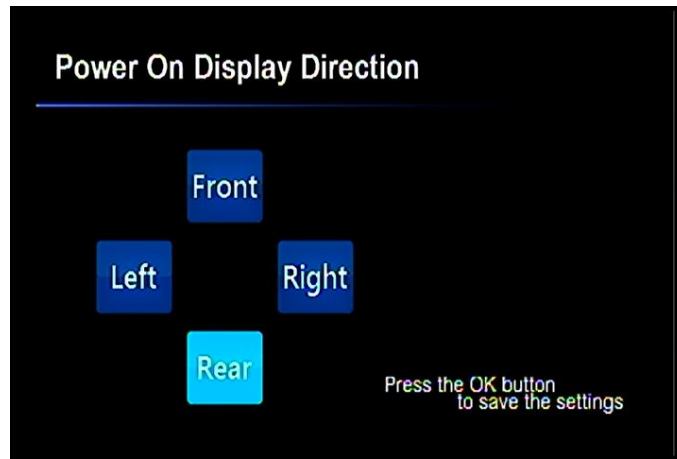 Power On Display Direction
Front
Left Right
Rear
Press the OK button
to save the settings